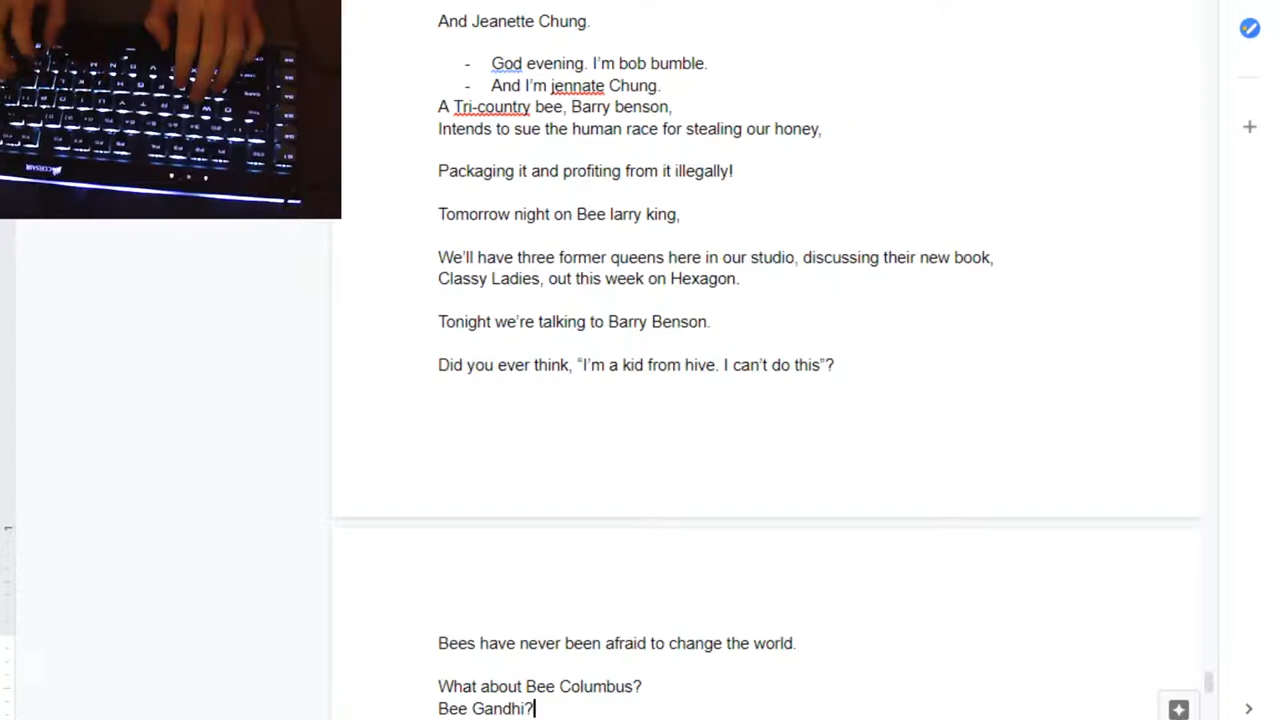 And Jeanette Chung.
- God evening. I'm bob bumble.
- And I'm jennate Chung.
A Tri-country bee, Barry benson,
Intends to sue the human race for stealing our honey,
Packaging it and profiting from it illegally!
Tomorrow night on Bee larry king,
We'll have three former queens here in our studio, discussing their new book,
Classy Ladies, out this week on Hexagon.
Tonight we're talking to Barry Benson.
Did you ever think, “I'm a kid from hive. I can't do this”?
Bees have never been afraid to change the world.
What about Bee Columbus?
Bee Gandhi?